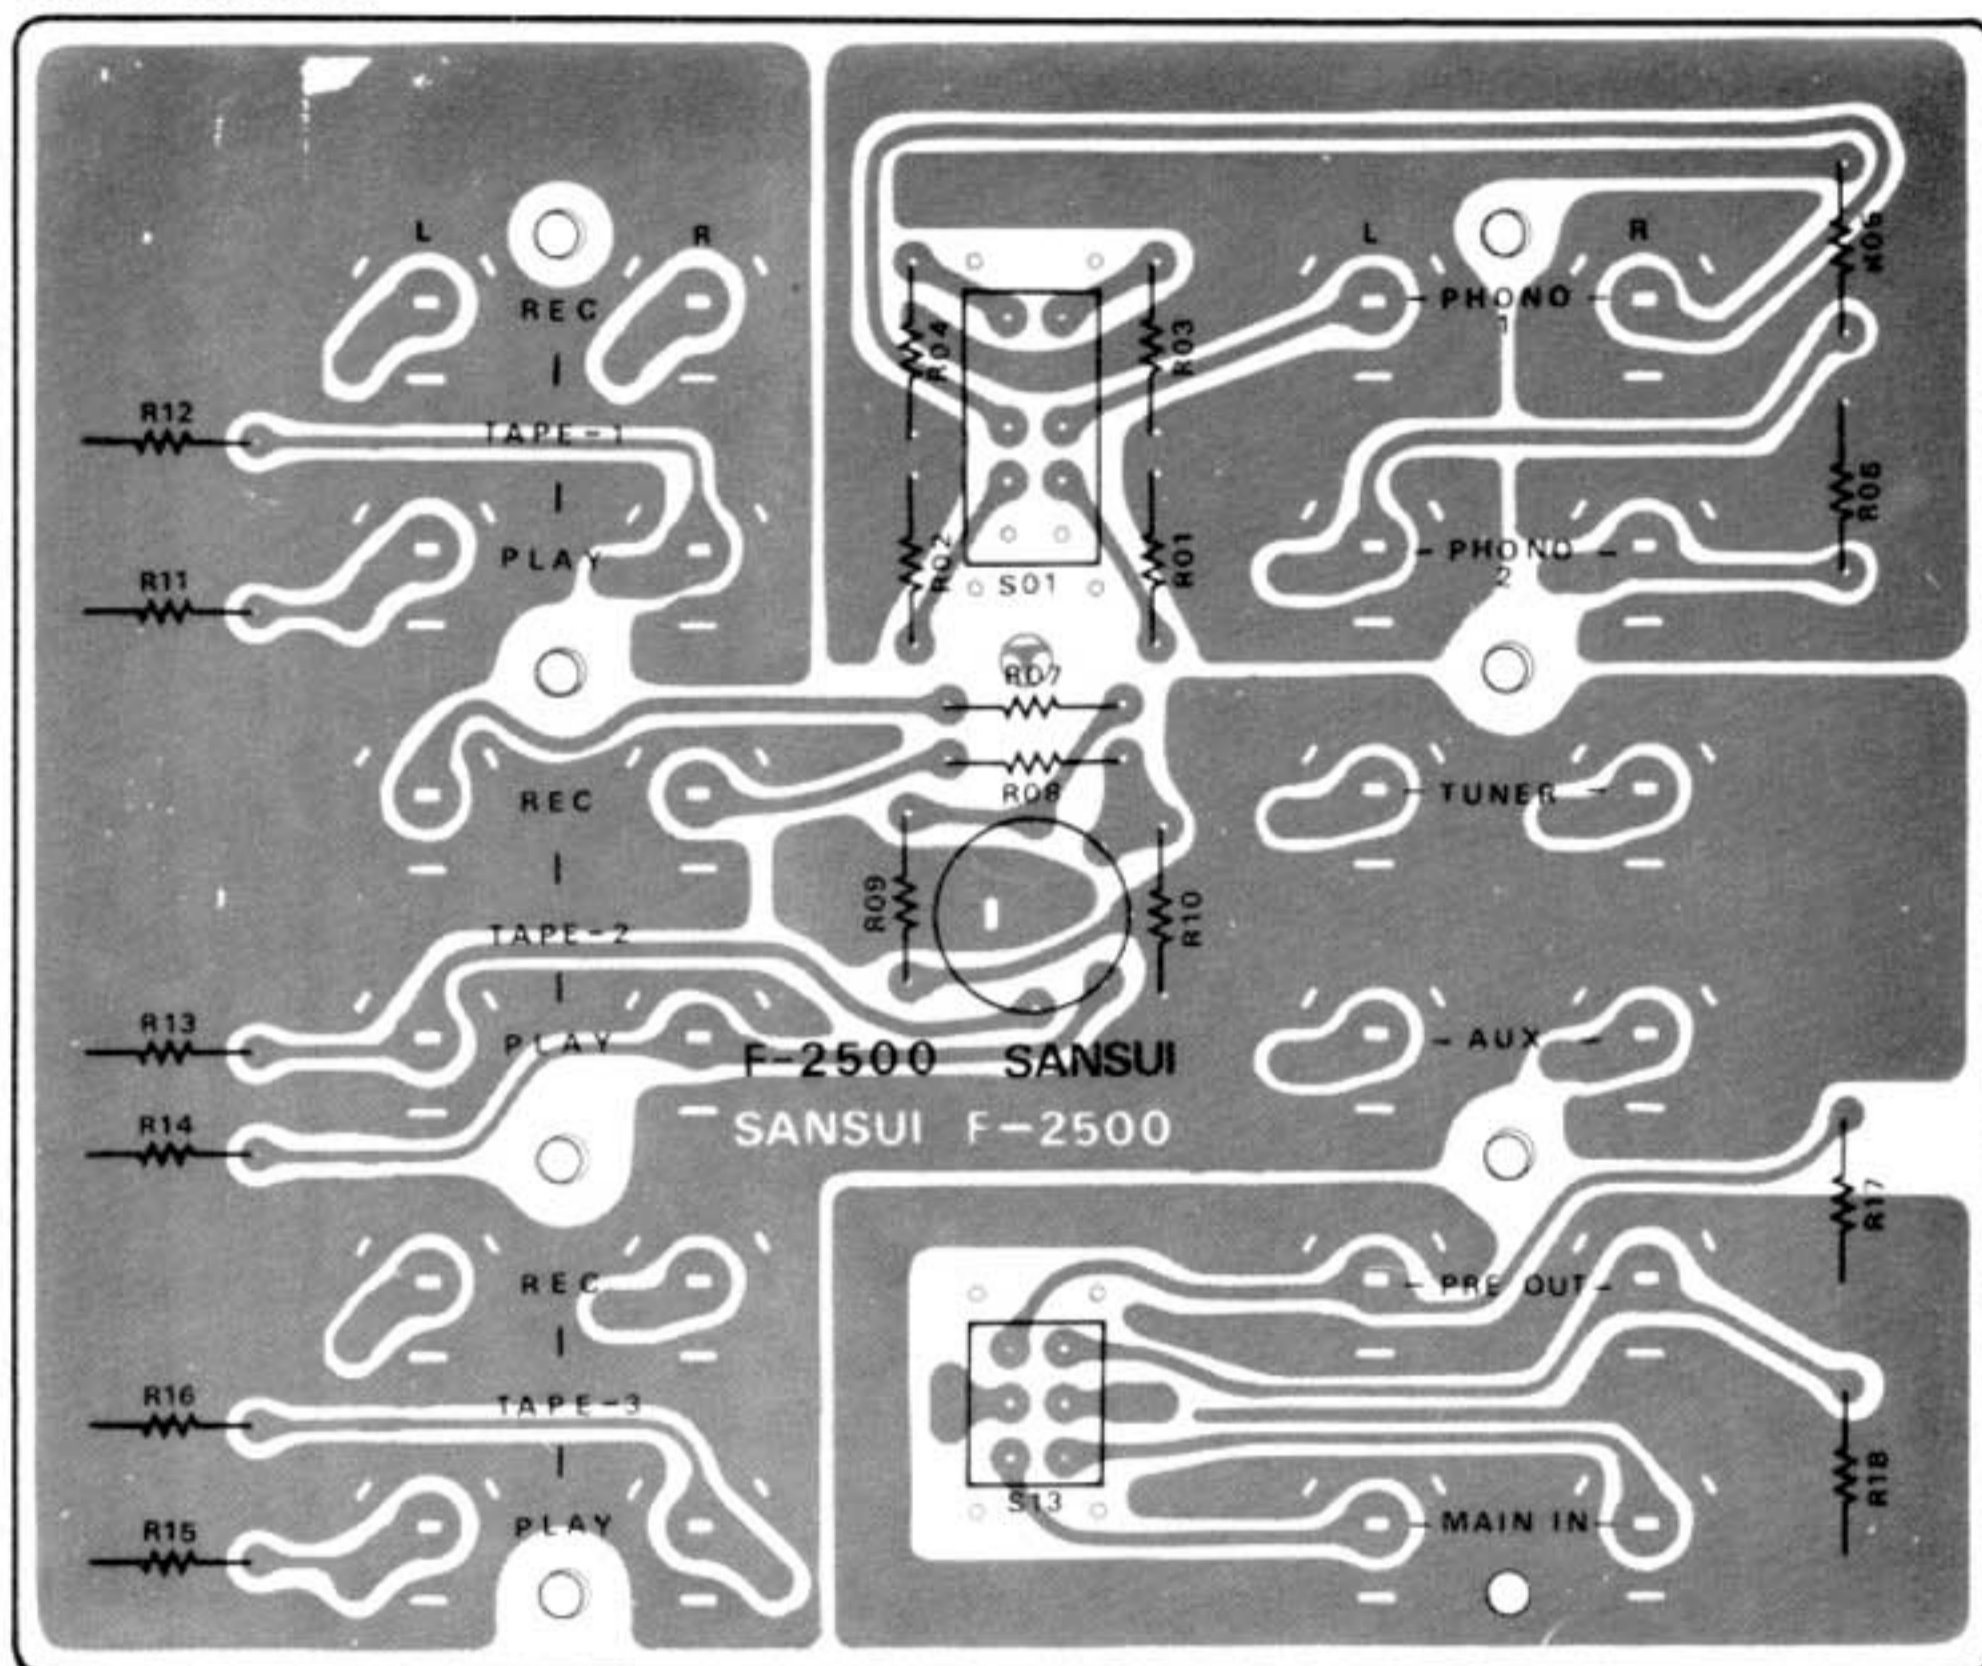 L
R
REC
TAPE-1
PLAY
R12
R11
REC
TAPE-2
PLAY
R13
R14
REC
TAPE-3
PLAY
R16
R15
R04
R03
R02
R01
S01
R07
R08
R09
R10
F-2500 SANSUI
SANSUI F-2500
L
R
- PHONO -
1
- PHONO -
2
R05
- TUNER -
- AUX -
R17
- PRE OUT -
R18
- MAIN IN -
S13